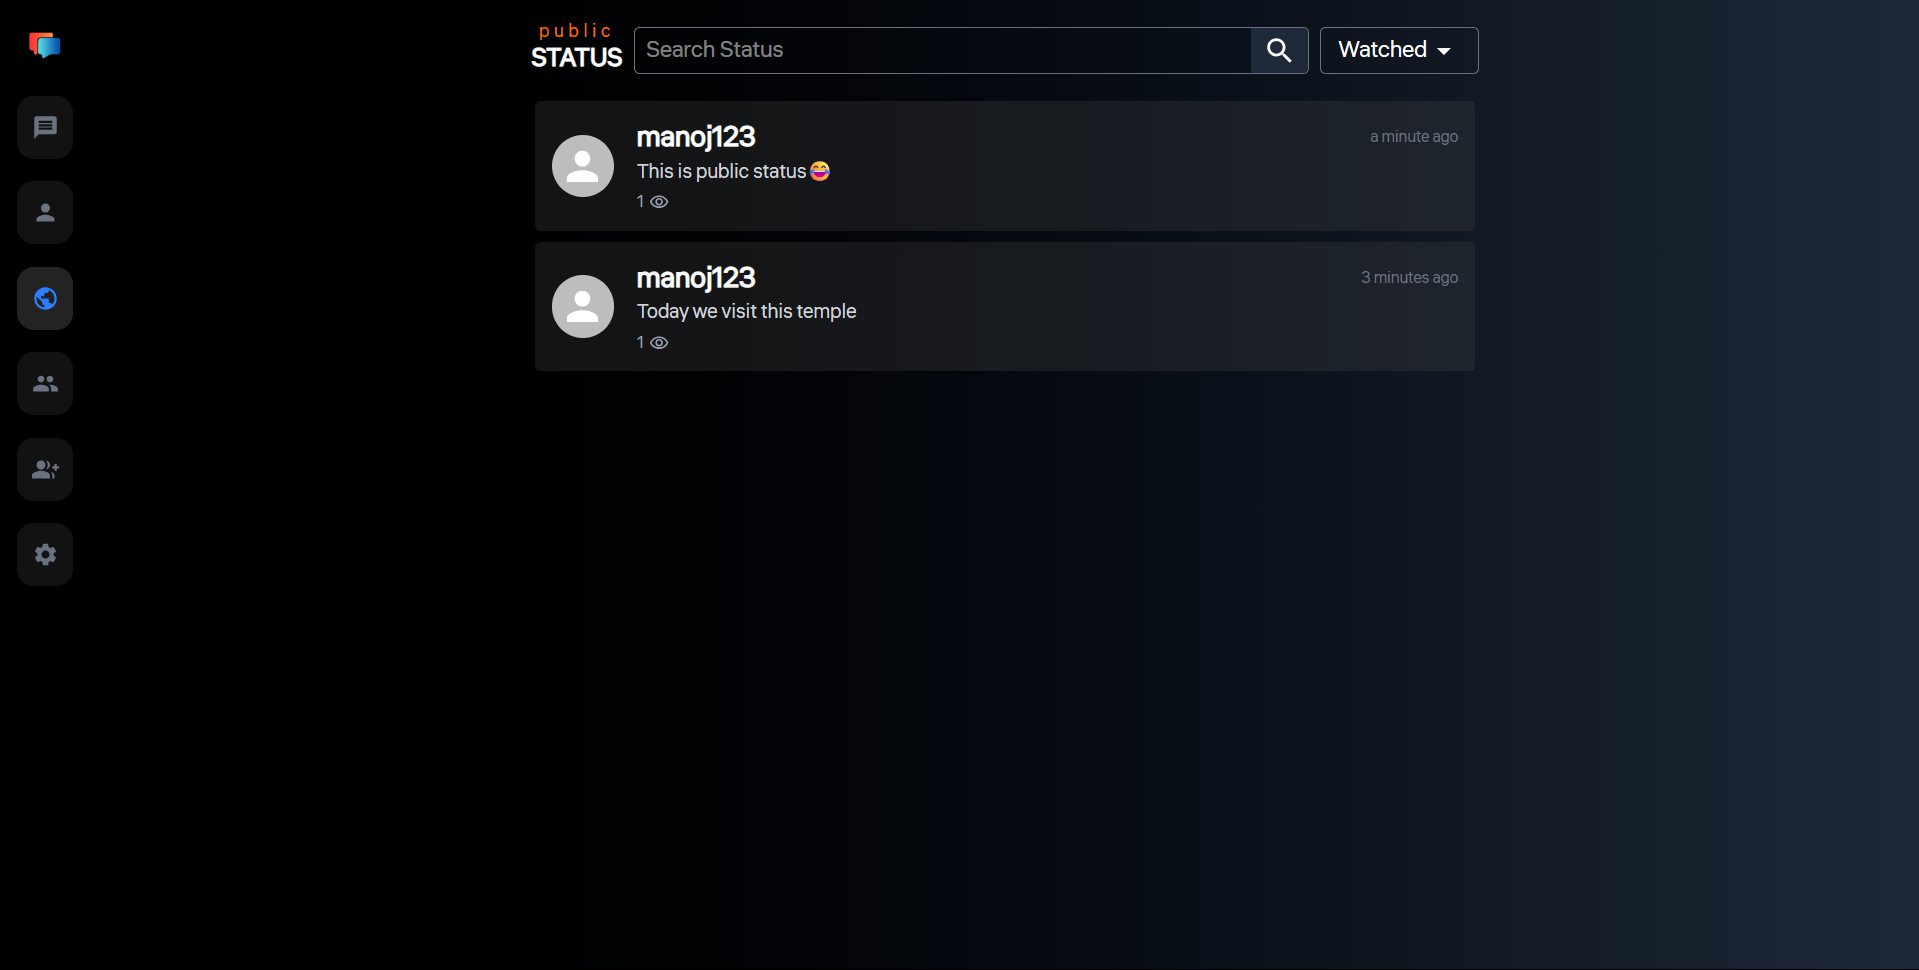 public
STATUS
Search Status
Watched
manoj123
a minute ago
This is public status😂
1
manoj123
3 minutes ago
Today we visit this temple
1